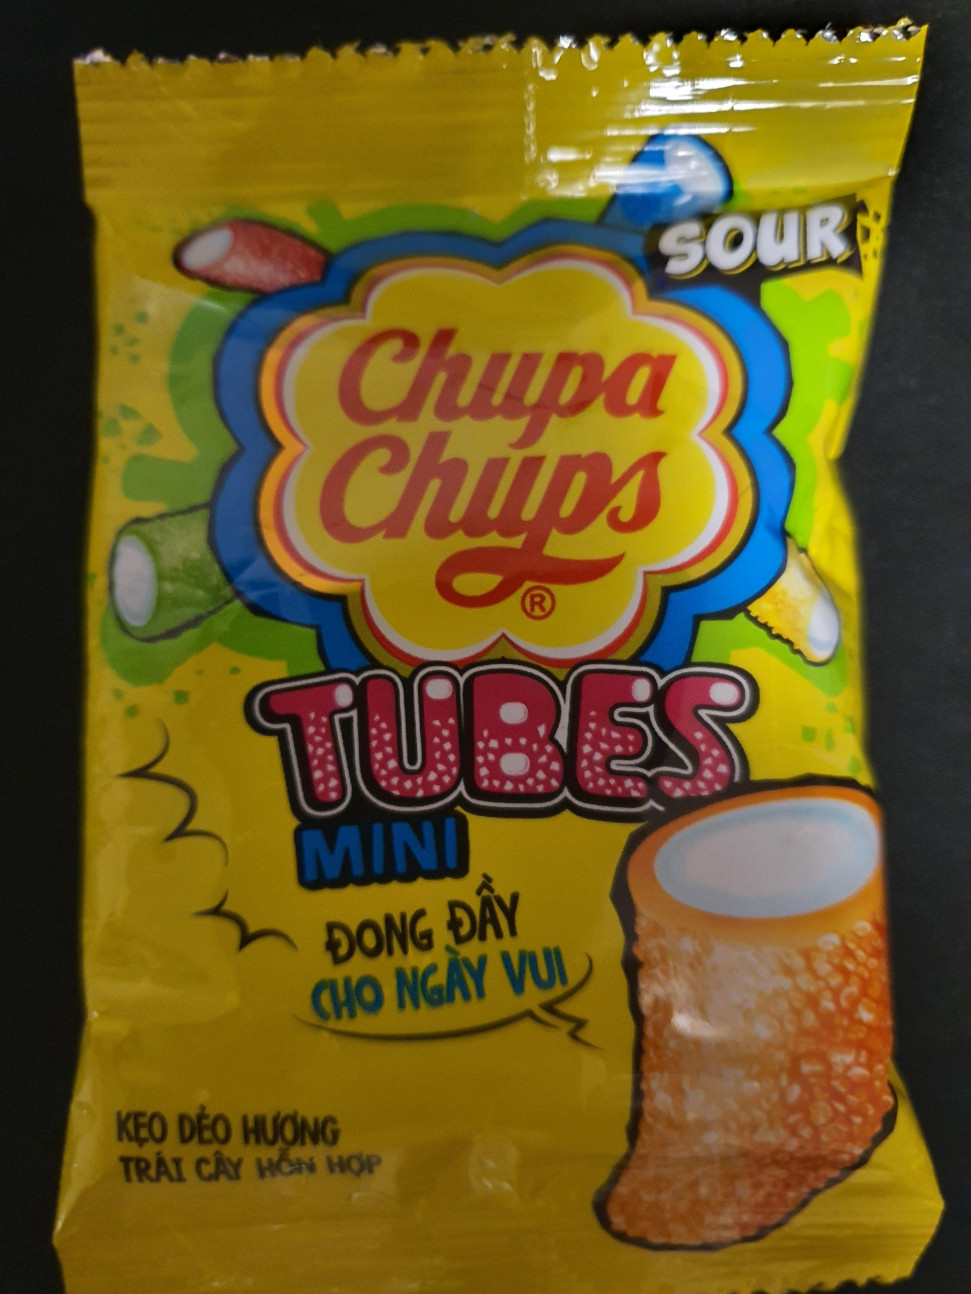 SOUR
Chupa
Chups
®
TUBES
MINI
ĐONG ĐẦY
CHO NGÀY VUI
KẸO DẺO HƯƠNG
TRÁI CÂY HỖN HỢP